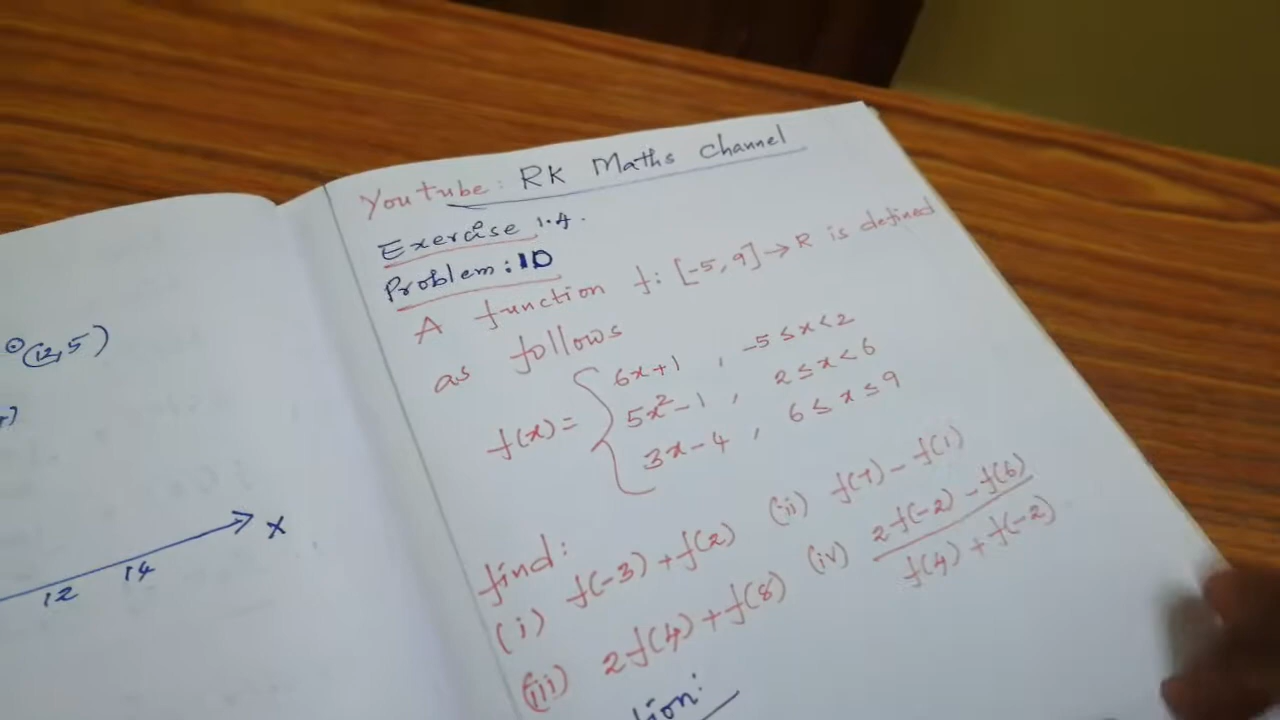 (12,5)
12 14 X
Youtube: RK Maths Channel
Exercise 1.4.
Problem: 10
A function f: [-5, 9] → R is defined
as follows
f(x) = { 6x+1 , -5 ≤ x < 2
5x²-1 , 2 ≤ x < 6
3x-4 , 6 ≤ x ≤ 9
find:
(i) f(-3) + f(2) (ii) f(7) - f(1)
(iii) 2f(4) + f(8) (iv) 2f(-2) - f(6) / f(4) + f(-2)